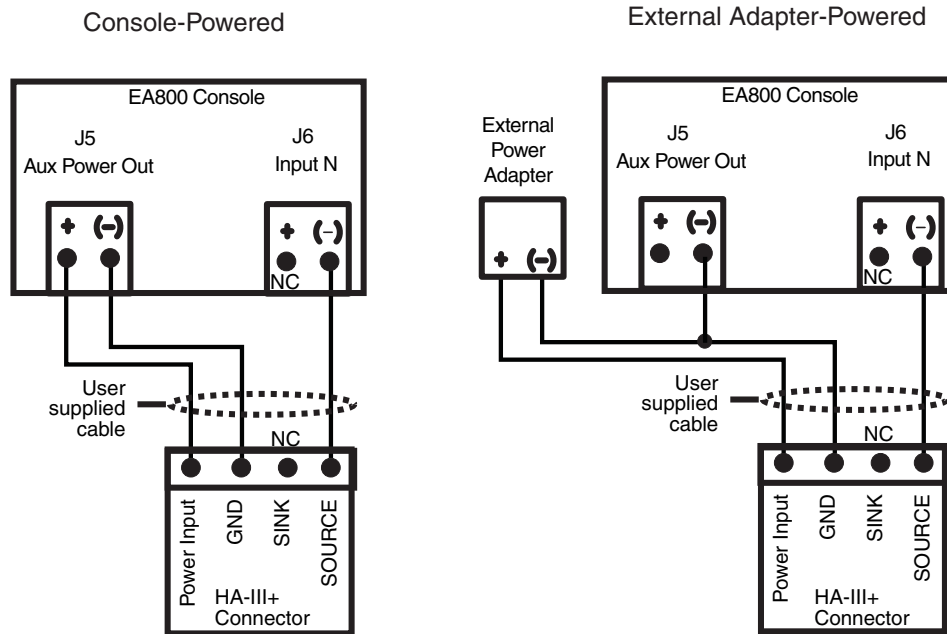 Console-Powered
EA800 Console
J5
Aux Power Out
J6
Input N
+ (-)
+ (-)
NC
User
supplied
cable
NC
Power Input
GND
SINK
SOURCE
HA-III+
Connector
External Adapter-Powered
External
Power
Adapter
+ (-)
EA800 Console
J5
Aux Power Out
J6
Input N
+ (-)
+ (-)
NC
User
supplied
cable
NC
Power Input
GND
SINK
SOURCE
HA-III+
Connector